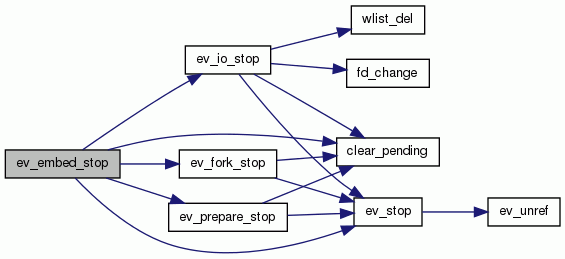 wlist_del
ev_io_stop
fd_change
clear_pending
ev_embed_stop
ev_fork_stop
ev_prepare_stop
ev_stop
ev_unref